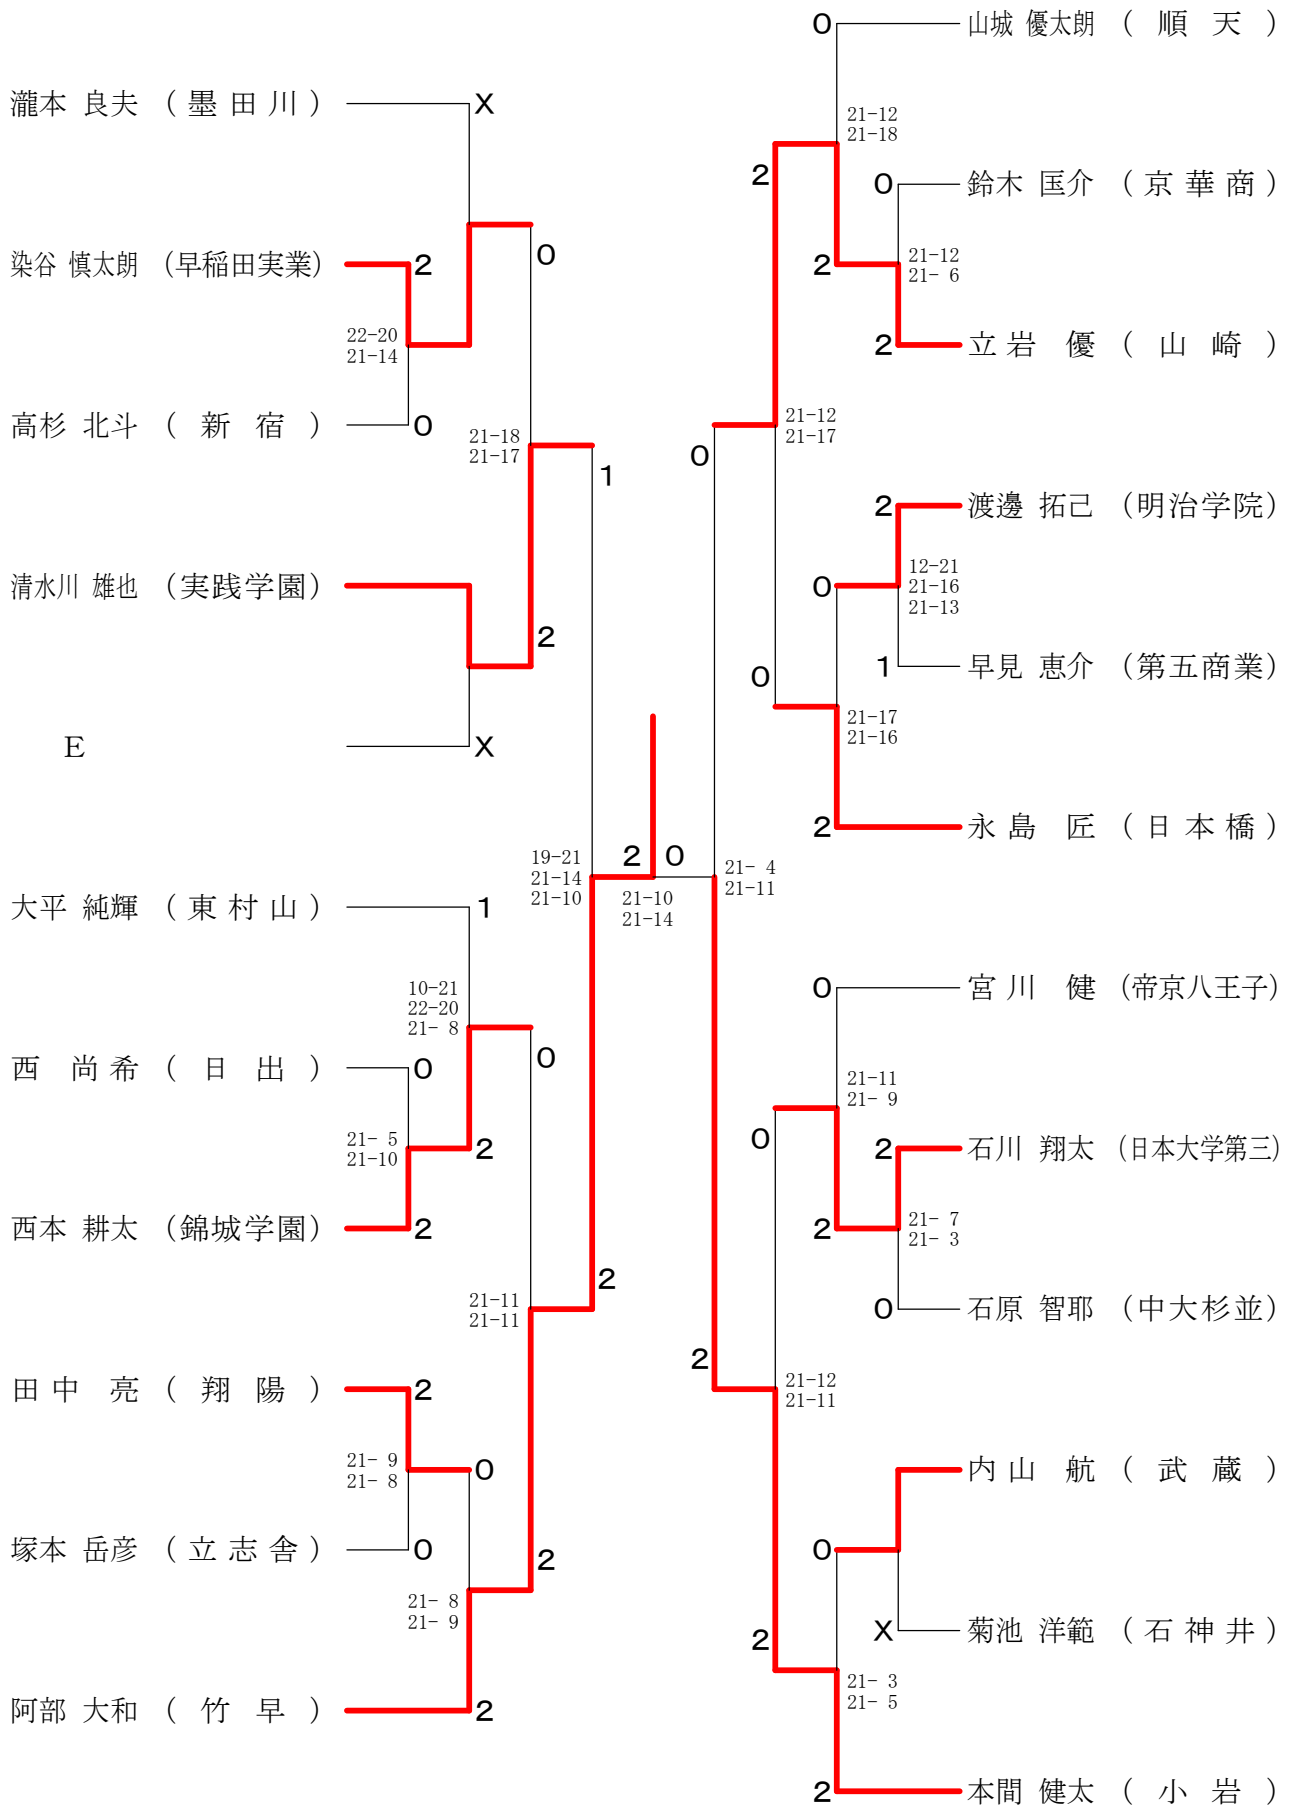 瀧本 良夫 （ 墨 田 川 ）
X
染谷 慎太朗 （早稲田実業）
2
0
22-20
21-14
高杉 北斗 （ 新 宿 ）
0
21-18
21-17
1
清水川 雄也 （実践学園）
2
E
X
19-21
21-14
21-10
大平 純輝 （ 東 村 山 ）
1
10-21
22-20
21- 8
西 尚希 （ 日 出 ）
0
0
21- 5
21-10
2
西本 耕太 （錦城学園）
2
2
21-11
21-11
田 中 亮 （ 翔 陽 ）
2
21- 9
21- 8
0
塚本 岳彦 （ 立 志 舎 ）
0
2
21- 8
21- 9
阿部 大和 （ 竹 早 ）
2
2 0
21-10
21-14
0 山城 優太朗 （ 順 天 ）
21-12
21-18
2
0 鈴木 匡介 （ 京 華 商 ）
2
21-12
21- 6
2 立 岩 優 （ 山 崎 ）
21-12
21-17
0
2 渡邊 拓己 （明治学院）
0
12-21
21-16
21-13
1 早見 恵介 （第五商業）
0
21-17
21-16
2 永 島 匠 （ 日 本 橋 ）
21- 4
21-11
0 宮 川 健 （帝京八王子）
21-11
21- 9
0
2 石川 翔太 （日本大学第三）
2
21- 7
21- 3
0 石原 智耶 （中大杉並）
2
21-12
21-11
内 山 航 （ 武 蔵 ）
0
X 菊池 洋範 （ 石 神 井 ）
2
21- 3
21- 5
2 本間 健太 （ 小 岩 ）